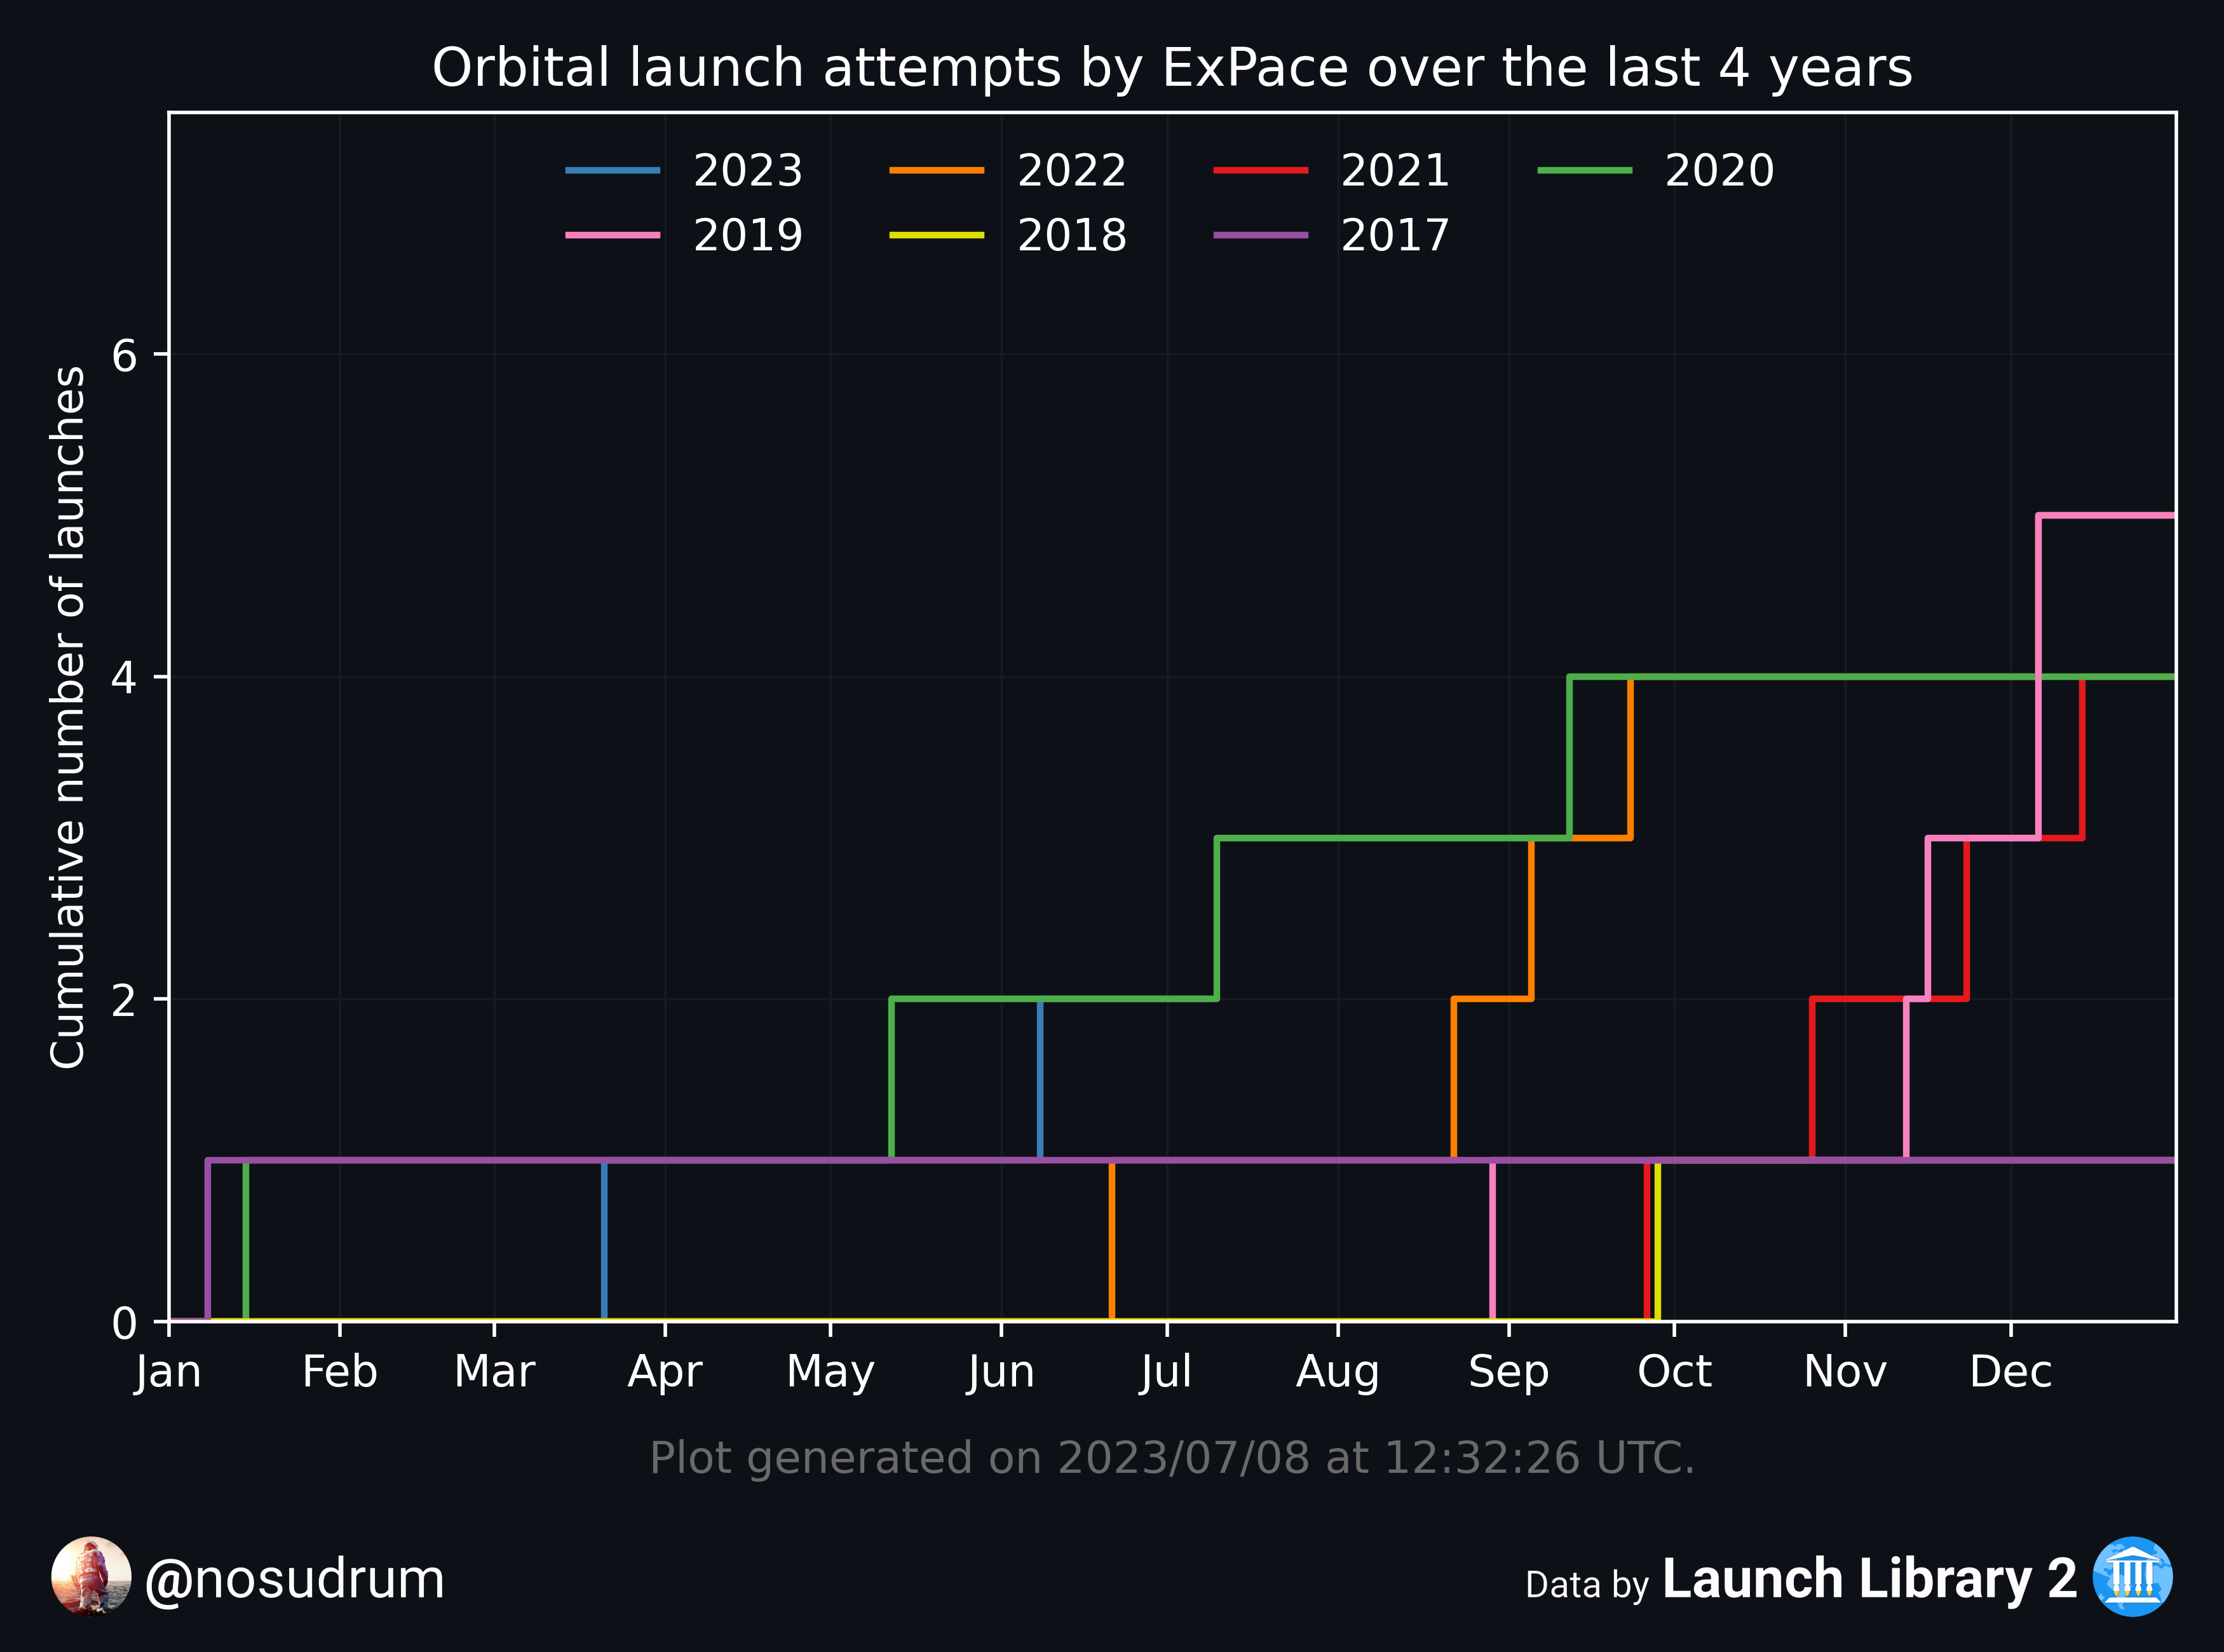 Orbital launch attempts by ExPace over the last 4 years
2023 2022 2021 2020
2019 2018 2017
Cumulative number of launches
6
4
2
0
Jan Feb Mar Apr May Jun Jul Aug Sep Oct Nov Dec
Plot generated on 2023/07/08 at 12:32:26 UTC.
@nosudrum
Data by Launch Library 2